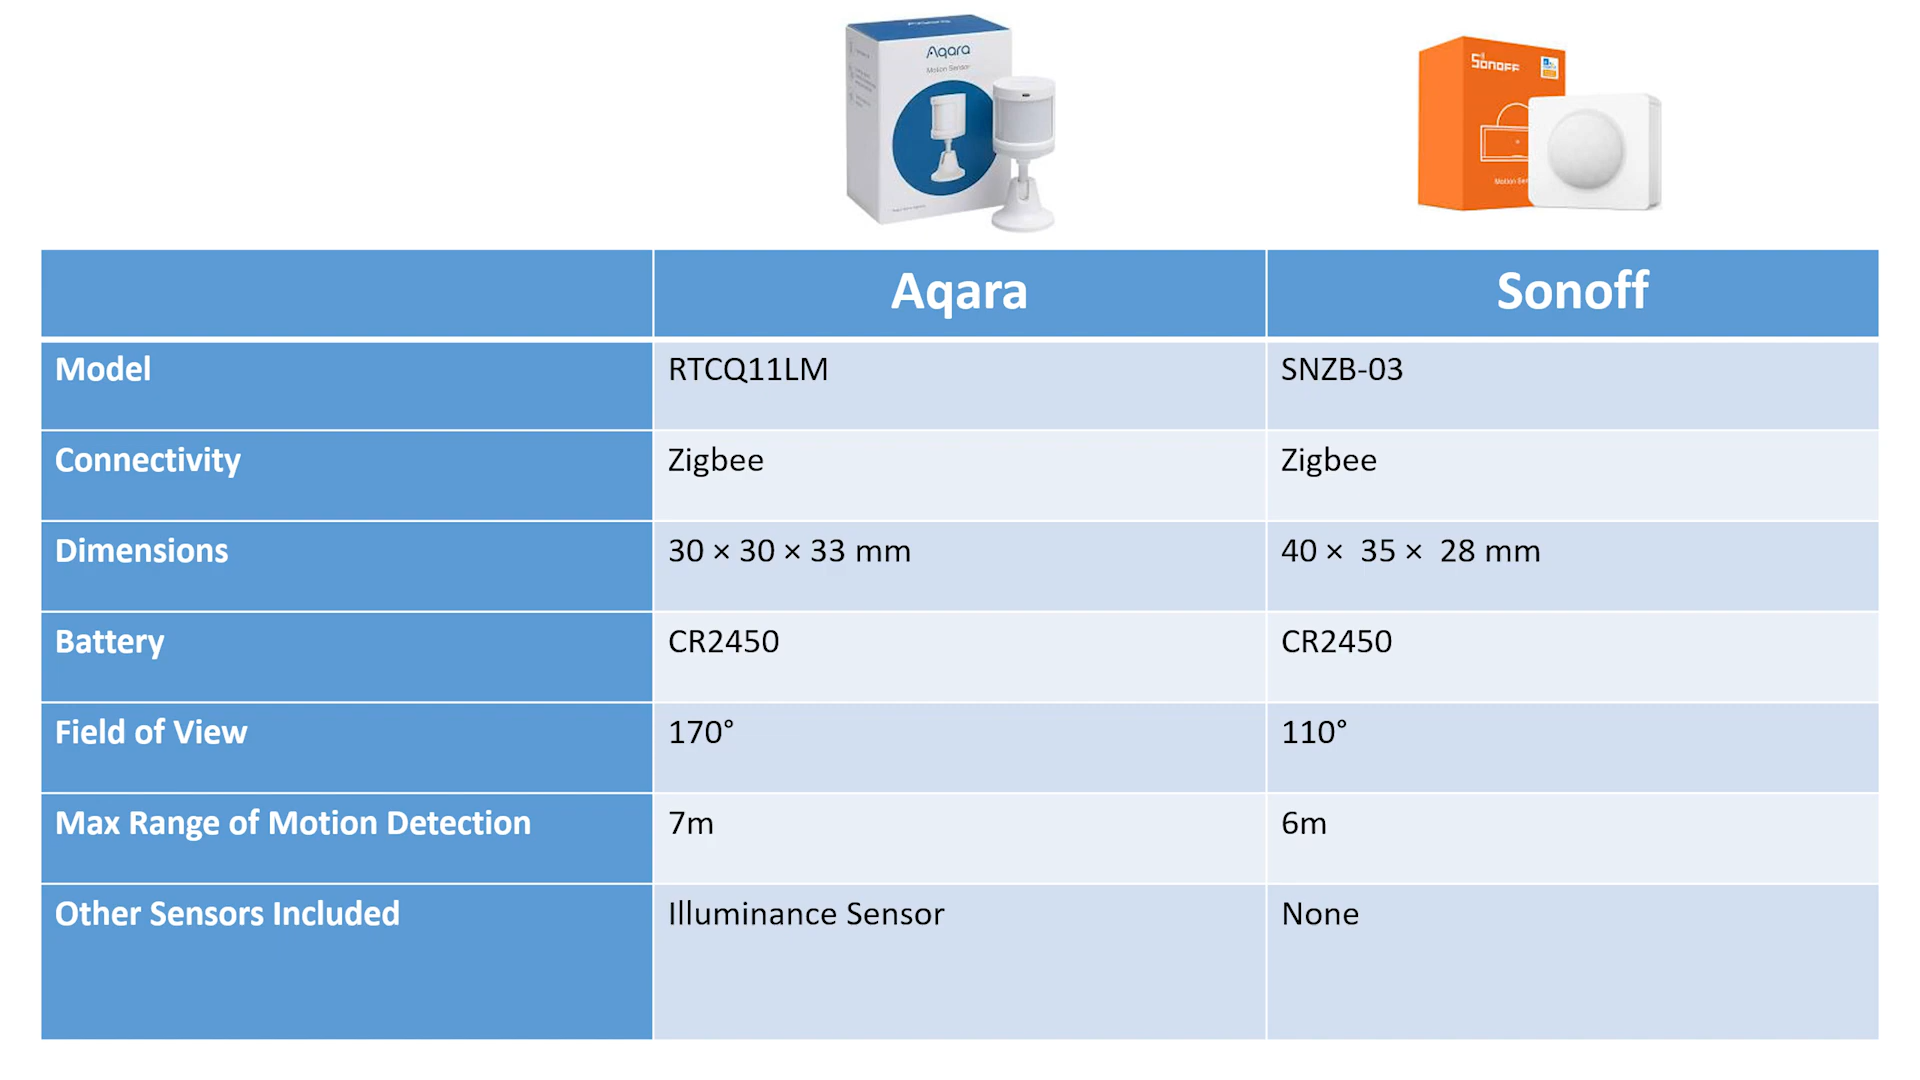 Aqara
Motion Sensor
SONOFF
Aqara
Sonoff
Model
RTCQ11LM
SNZB-03
Connectivity
Zigbee
Zigbee
Dimensions
30 × 30 × 33 mm
40 × 35 × 28 mm
Battery
CR2450
CR2450
Field of View
170°
110°
Max Range of Motion Detection
7m
6m
Other Sensors Included
Illuminance Sensor
None